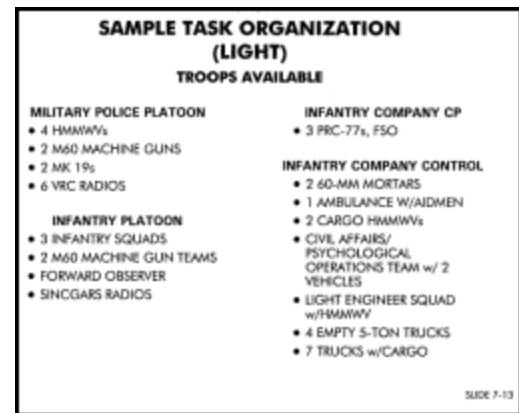 SAMPLE TASK ORGANIZATION
(LIGHT)
TROOPS AVAILABLE
MILITARY POLICE PLATOON
• 4 HMMWVs
• 2 M60 MACHINE GUNS
• 2 MK 19s
• 6 VRC RADIOS
INFANTRY PLATOON
• 3 INFANTRY SQUADS
• 2 M60 MACHINE GUN TEAMS
• FORWARD OBSERVER
• SINCGARS RADIOS
INFANTRY COMPANY CP
• 3 PRC-77s, FSO
INFANTRY COMPANY CONTROL
• 2 60-MM MORTARS
• 1 AMBULANCE W/AIDMEN
• 2 CARGO HMMWVs
• CIVIL AFFAIRS/
PSYCHOLOGICAL
OPERATIONS TEAM w/ 2
VEHICLES
• LIGHT ENGINEER SQUAD
w/HMMWV
• 4 EMPTY 5-TON TRUCKS
• 7 TRUCKS w/CARGO
SLIDE 7-13